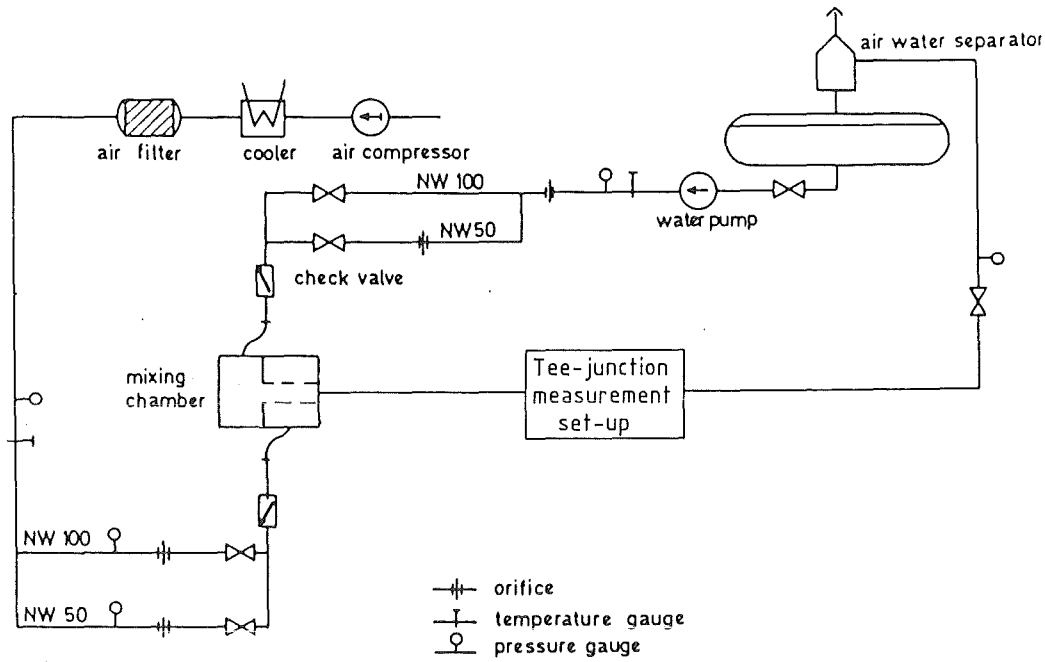 air water separator
air filter
cooler
air compressor
NW 100
water pump
NW50
check valve
mixing
chamber
Tee-junction
measurement
set-up
NW 100
NW 50
orifice
temperature gauge
pressure gauge